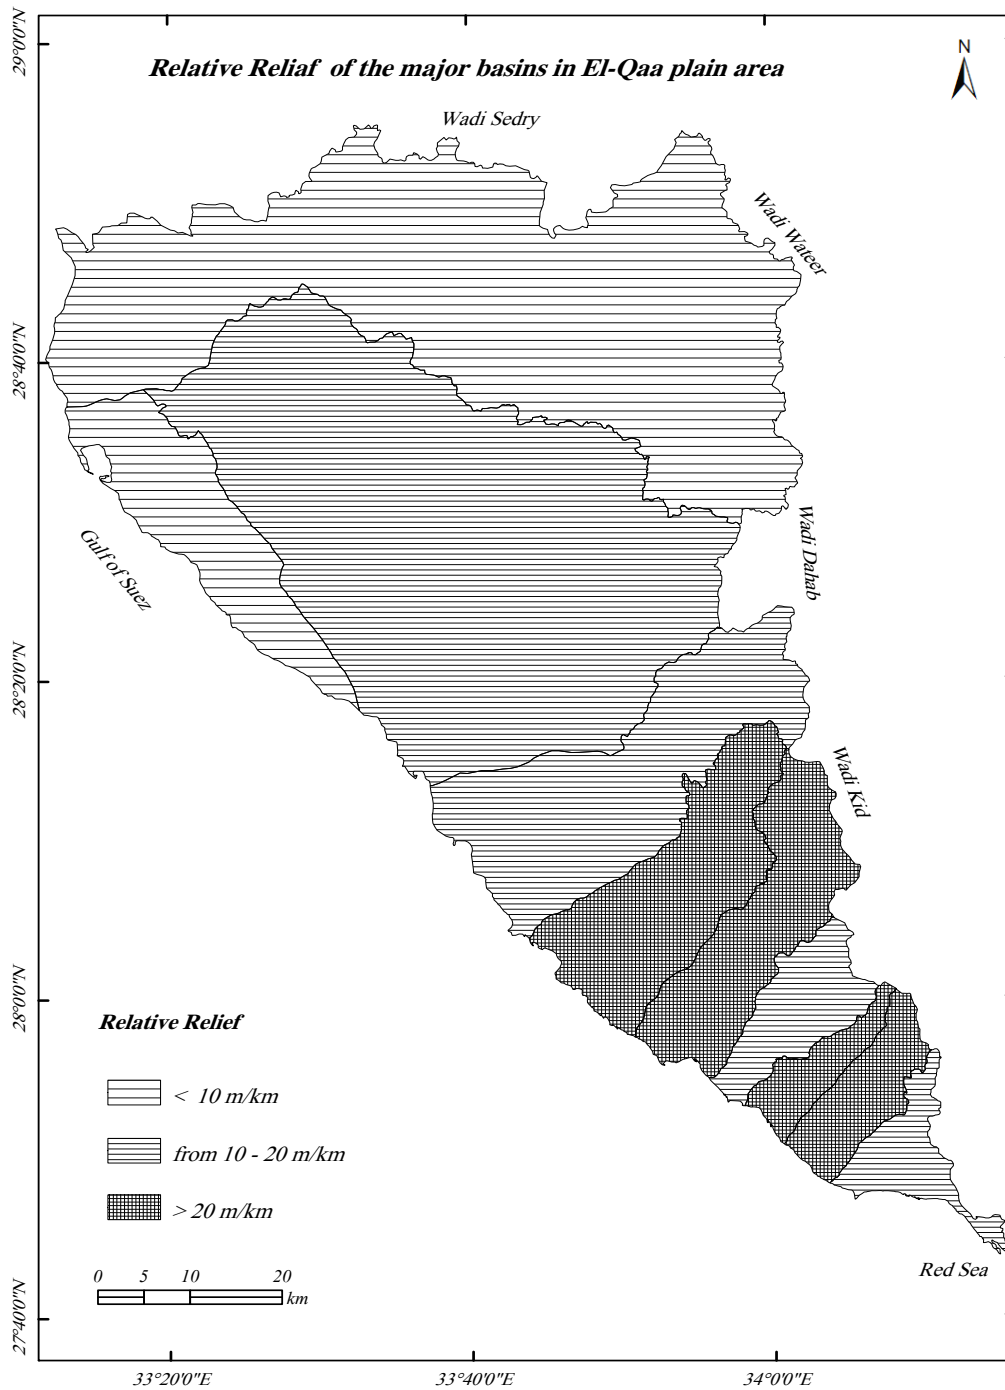 29°0'0"N
Relative Reliaf of the major basins in El-Qaa plain area
N
Wadi Sedry
Wadi Wateer
28°40'0"N
Gulf of Suez
Wadi Dahab
28°20'0"N
Wadi Kid
28°0'0"N
Relative Relief
< 10 m/km
from 10 - 20 m/km
> 20 m/km
0 5 10 20
km
Red Sea
27°40'0"N
33°20'0"E 33°40'0"E 34°0'0"E